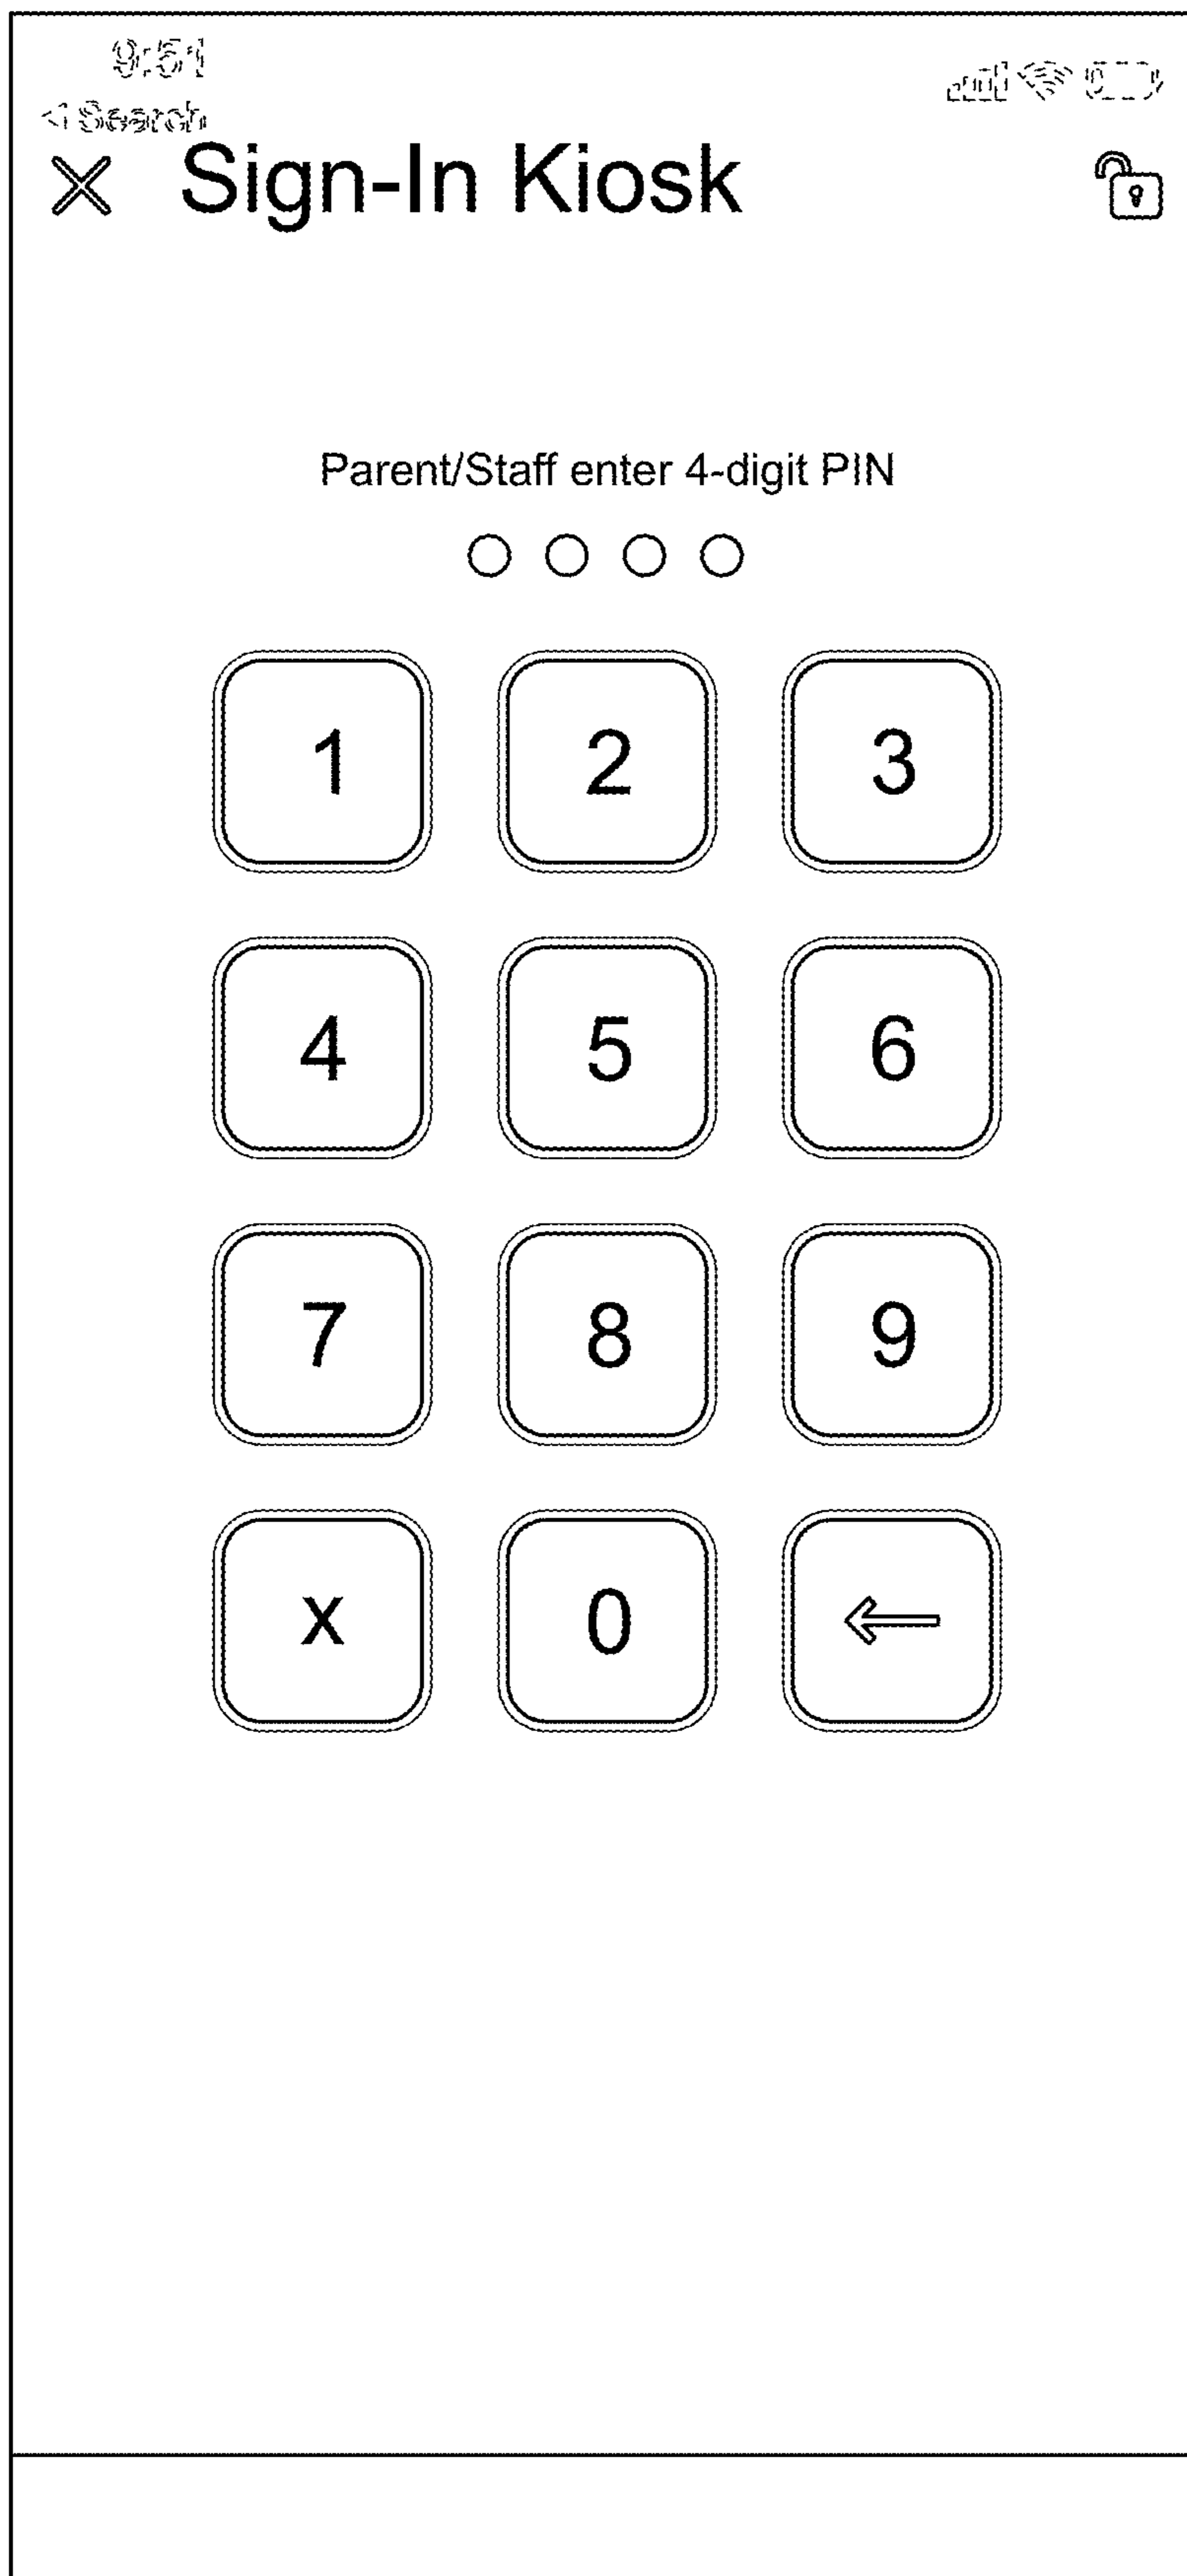 9:51
Search
Sign-In Kiosk
Parent/Staff enter 4-digit PIN
1 2 3
4 5 6
7 8 9
x 0